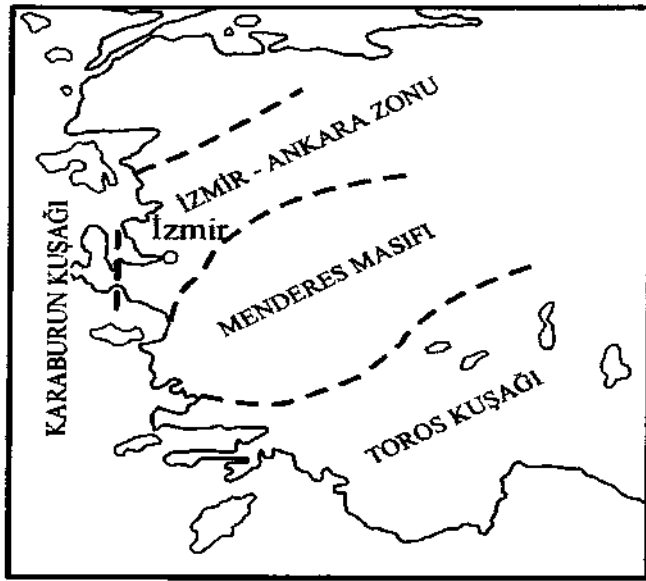 İZMİR - ANKARA ZONU
İzmir
KARABURUN KUŞAĞI
MENDERES MASIFI
TOROS KUŞAĞI